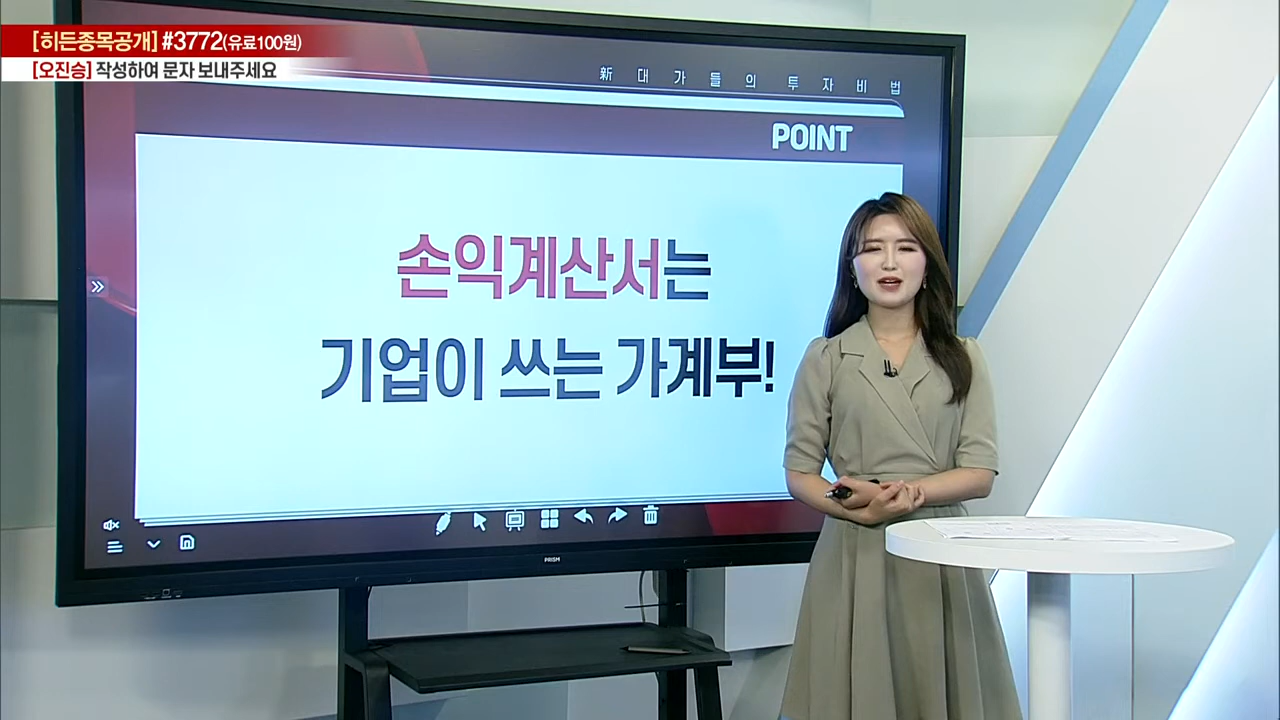 [히든종목공개] #3772(유료100원)
[오진승] 작성하여 문자 보내주세요
新 대가들의 투자비법
POINT
손익계산서는
기업이 쓰는 가계부!
PRISM